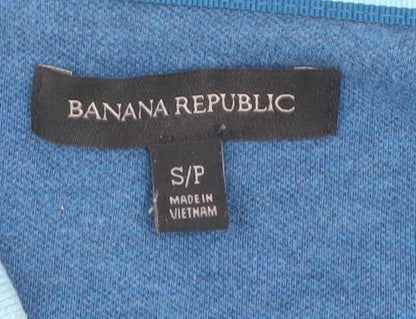 BANANA REPUBLIC
S/P
MADE IN
VIETNAM